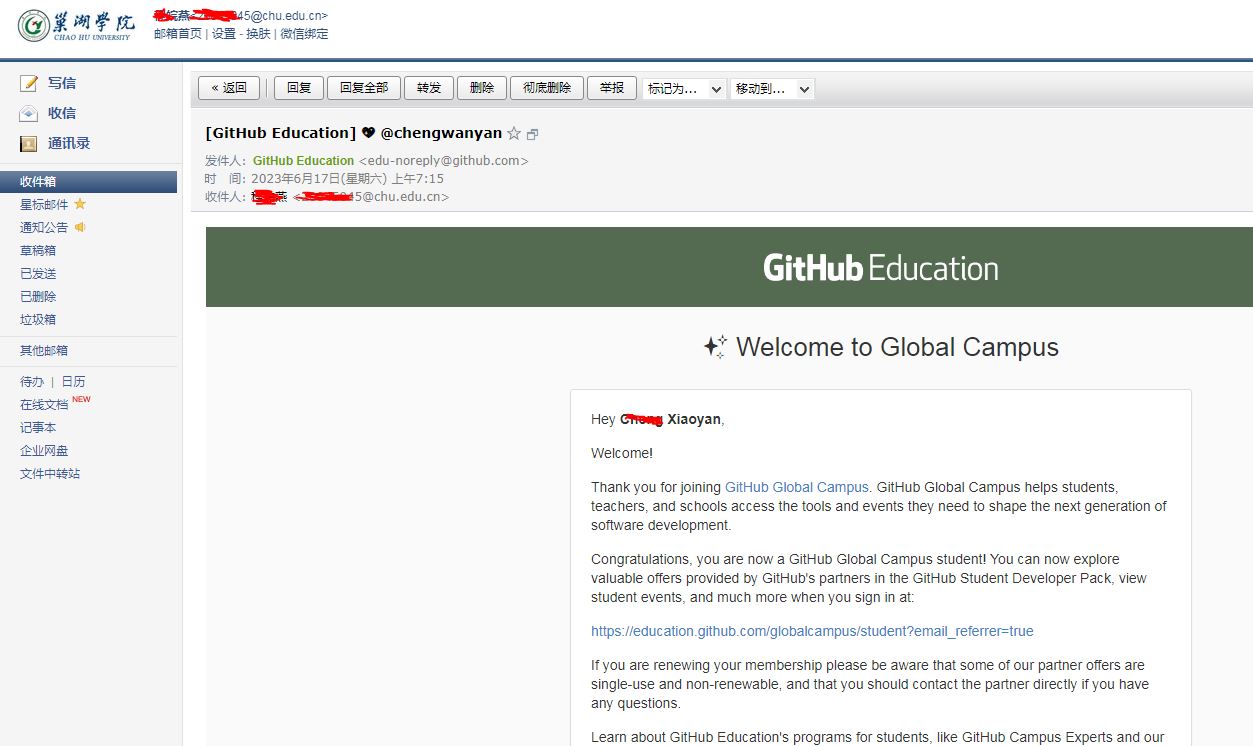 巢湖学院
CHAO HU UNIVERSITY
燕 45@chu.edu.cn>
邮箱首页 | 设置 - 换肤 | 微信绑定
写信
收信
通讯录
收件箱
星标邮件
通知公告
草稿箱
已发送
已删除
垃圾箱
其他邮箱
待办 | 日历
在线文档 NEW
记事本
企业网盘
文件中转站
« 返回 回复 回复全部 转发 删除 彻底删除 举报 标记为... 移动到...
[GitHub Education] @chengwanyan
发件人: GitHub Education <edu-noreply@github.com>
时 间: 2023年6月17日(星期六) 上午7:15
收件人: 燕 < 5@chu.edu.cn>
GitHub Education
Welcome to Global Campus
Hey Xiaoyan,
Welcome!
Thank you for joining GitHub Global Campus. GitHub Global Campus helps students,
teachers, and schools access the tools and events they need to shape the next generation of
software development.
Congratulations, you are now a GitHub Global Campus student! You can now explore
valuable offers provided by GitHub's partners in the GitHub Student Developer Pack, view
student events, and much more when you sign in at:
https://education.github.com/globalcampus/student?email_referrer=true
If you are renewing your membership please be aware that some of our partner offers are
single-use and non-renewable, and that you should contact the partner directly if you have
any questions.
Learn about GitHub Education's programs for students, like GitHub Campus Experts and our